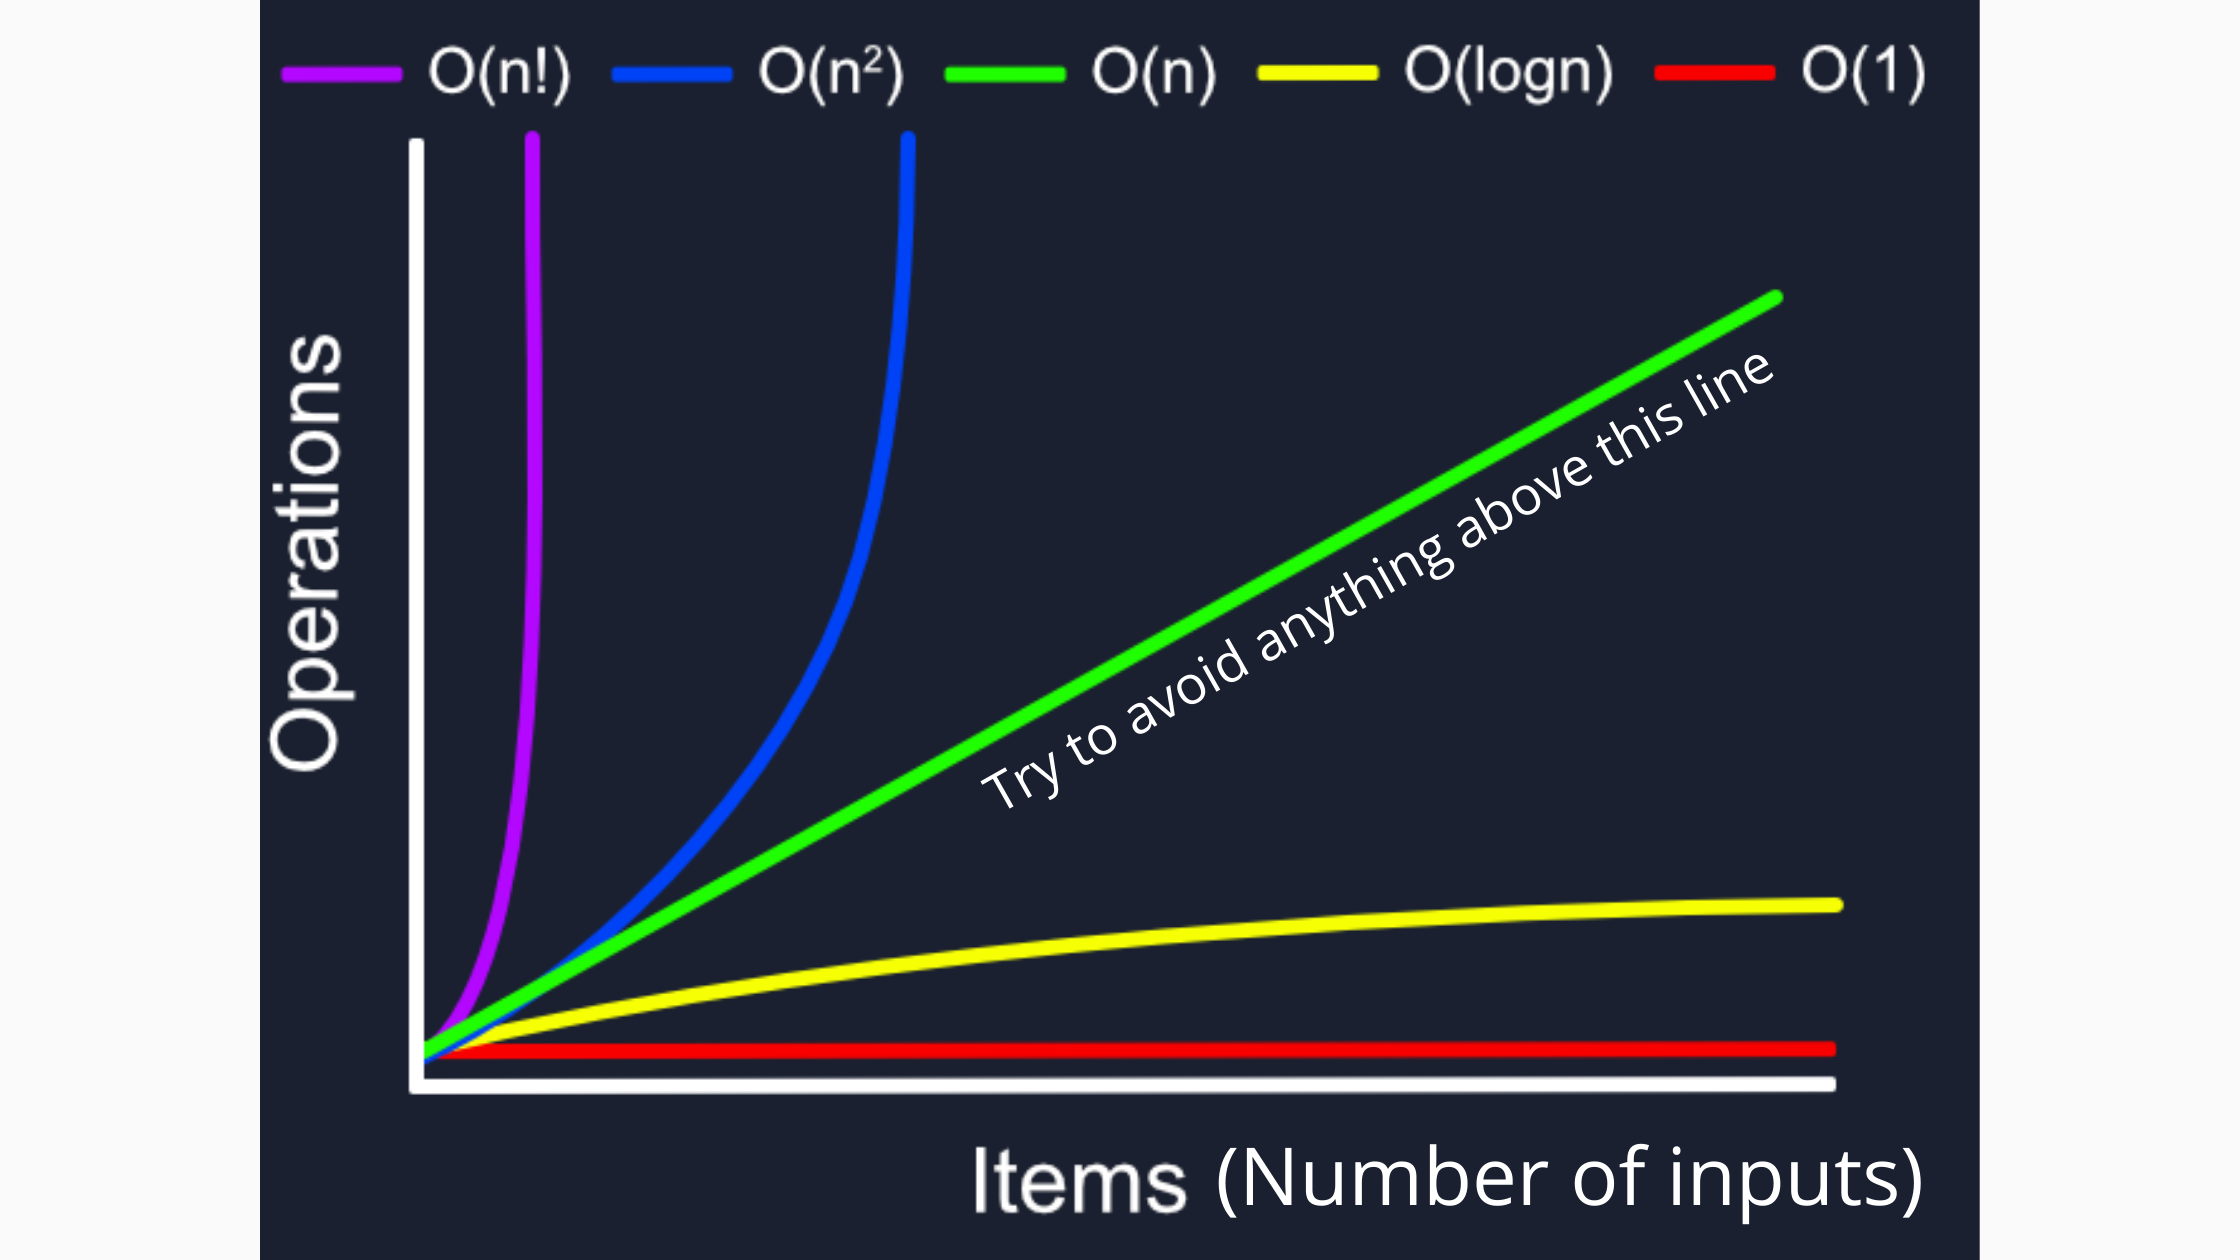 O(n!) O(n²) O(n) O(logn) O(1)
Operations
Try to avoid anything above this line
Items (Number of inputs)